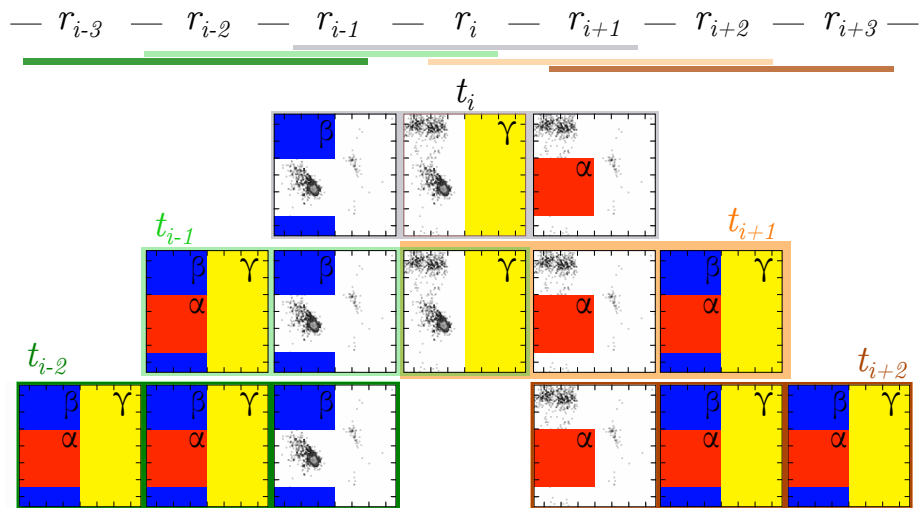 — r_{i-3} — r_{i-2} — r_{i-1} — r_i — r_{i+1} — r_{i+2} — r_{i+3} —
t_i
β γ α
t_{i-1} t_{i+1}
β γ β γ β γ
α α α
t_{i-2} t_{i+2}
β γ β γ β β γ β γ
α α α α α